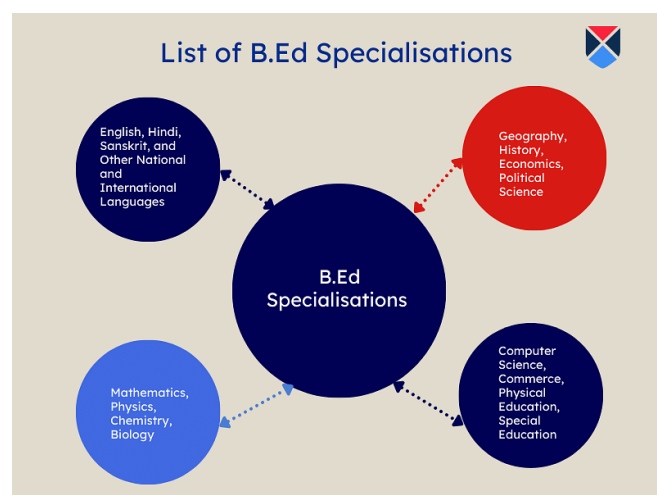 List of B.Ed Specialisations
English, Hindi,
Sanskrit, and
Other National
and
International
Languages
Geography,
History,
Economics,
Political
Science
B.Ed
Specialisations
Mathematics,
Physics,
Chemistry,
Biology
Computer
Science,
Commerce,
Physical
Education,
Special
Education